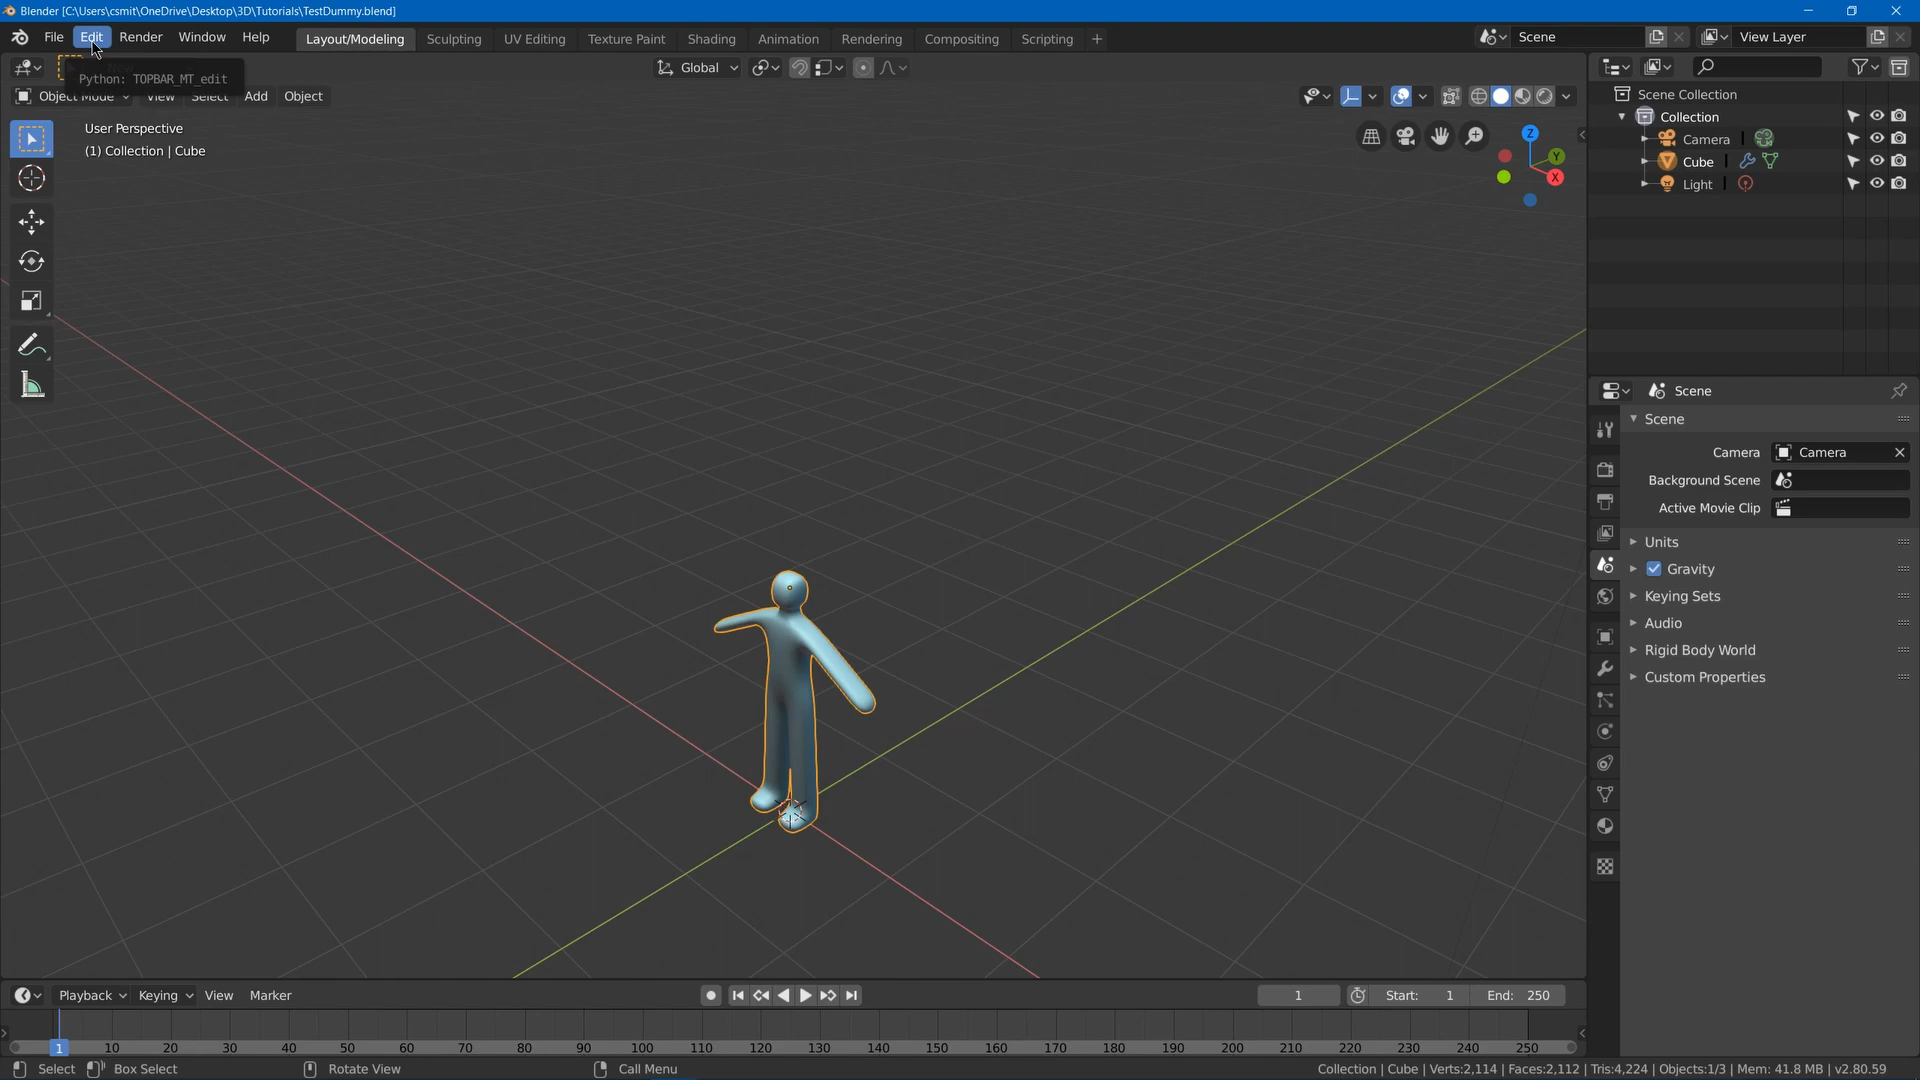 Blender [C:\Users\csmit\OneDrive\Desktop\3D\Tutorials\TestDummy.blend]
File Edit Render Window Help Layout/Modeling Sculpting UV Editing Texture Paint Shading Animation Rendering Compositing Scripting + Scene View Layer
Python: TOPBAR_MT_edit
Global
Object Mode View Select Add Object
User Perspective
(1) Collection | Cube
Z
Y
X
Scene Collection
Collection
Camera
Cube
Light
Scene
Scene
Camera Camera
Background Scene
Active Movie Clip
Units
Gravity
Keying Sets
Audio
Rigid Body World
Custom Properties
Playback Keying View Marker 1 Start: 1 End: 250
1 10 20 30 40 50 60 70 80 90 100 110 120 130 140 150 160 170 180 190 200 210 220 230 240 250
Select Box Select Rotate View Call Menu Collection | Cube | Verts:2,114 | Faces:2,112 | Tris:4,224 | Objects:1/3 | Mem: 41.8 MB | v2.80.59